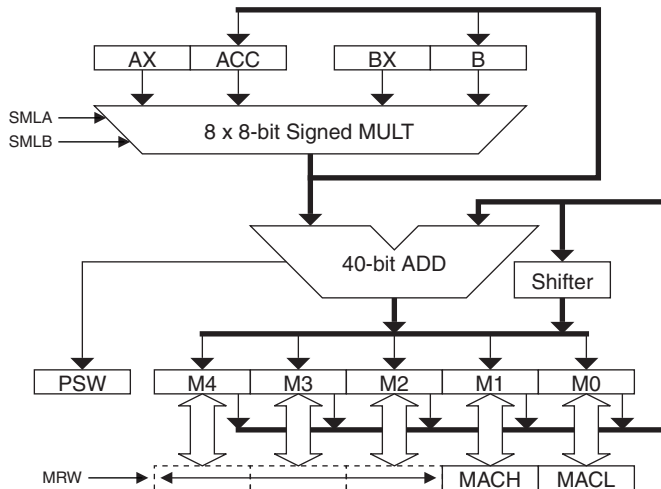 AX ACC BX B
SMLA
8 x 8-bit Signed MULT
SMLB
40-bit ADD
Shifter
PSW M4 M3 M2 M1 M0
MRW MACH MACL